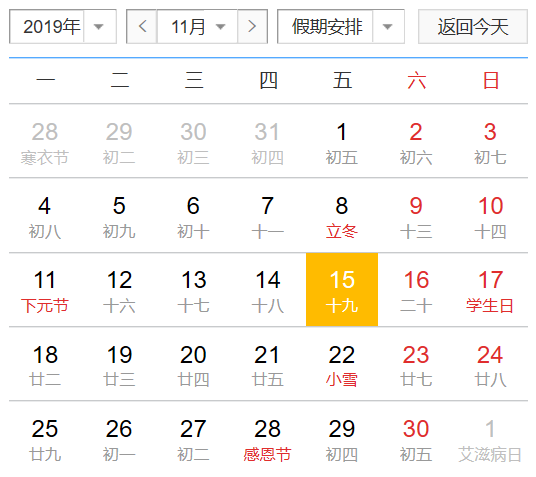 2019年 11月 假期安排 返回今天
一 二 三 四 五 六 日
28 29 30 31 1 2 3
寒衣节 初二 初三 初四 初五 初六 初七
4 5 6 7 8 9 10
初八 初九 初十 十一 立冬 十三 十四
11 12 13 14 15 16 17
下元节 十六 十七 十八 十九 二十 学生日
18 19 20 21 22 23 24
廿二 廿三 廿四 廿五 小雪 廿七 廿八
25 26 27 28 29 30 1
廿九 初一 初二 感恩节 初四 初五 艾滋病日